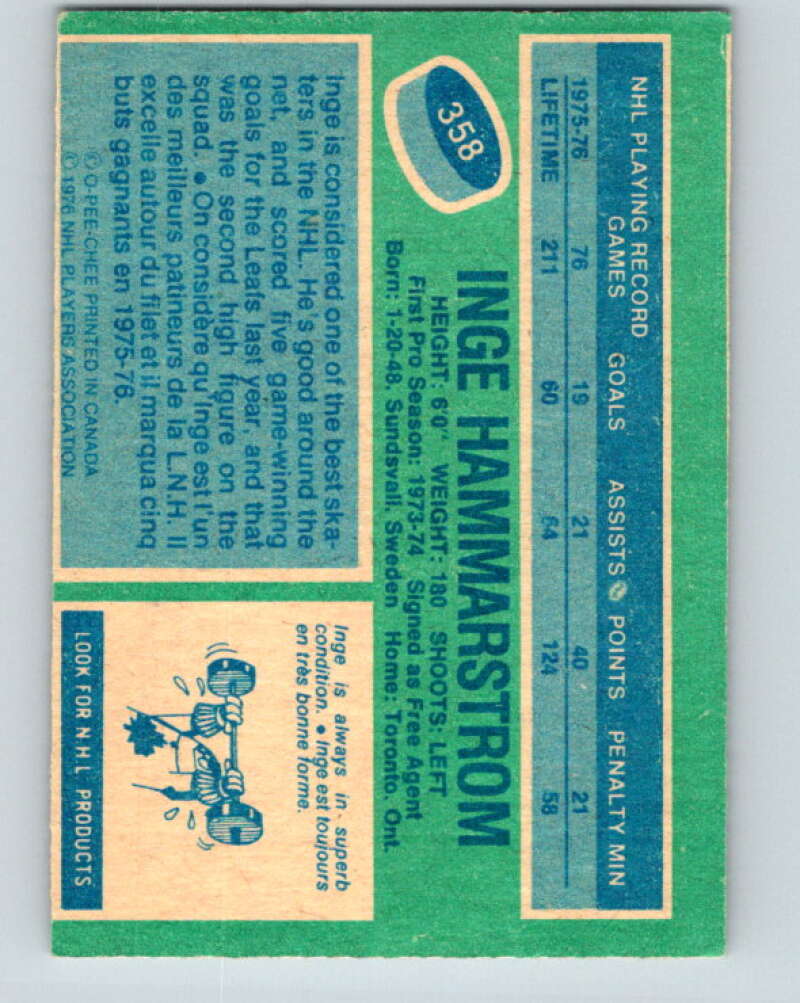 NHL PLAYING RECORD
GAMES GOALS ASSISTS POINTS PENALTY MIN
1975-76 76 19 21 40 21
LIFETIME 211 60 64 124 58
358
INGE HAMMARSTROM
HEIGHT: 6'0" WEIGHT: 180 SHOOTS: LEFT
First Pro Season: 1973-74 Signed as Free Agent
Born: 1-20-48, Sundsvall, Sweden Home: Toronto, Ont.
Inge is considered one of the best ska-
ters in the NHL. He's good around the
net, and scored five game-winning
goals for the Leafs last year, and that
was the second high figure on the
squad. ● On considère qu'Inge est l'un
des meilleurs patineurs de la L.N.H. Il
excelle autour du filet et il marqua cinq
buts gagnants en 1975-76.
© O-PEE-CHEE PRINTED IN CANADA
© 1976 NHL PLAYERS ASSOCIATION
Inge is always in superb
condition. ● Inge est toujours
en très bonne forme.
LOOK FOR N.H.L. PRODUCTS